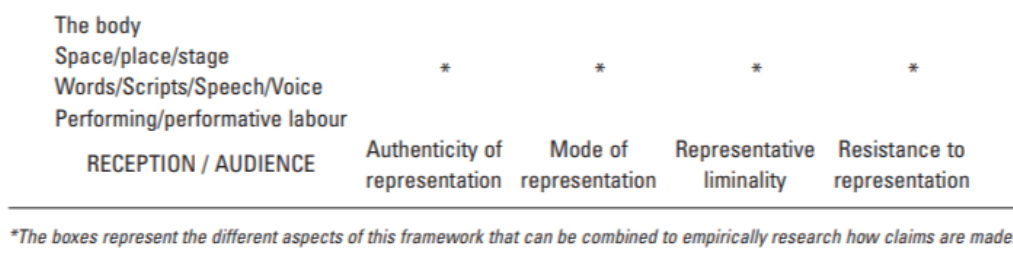 The body
Space/place/stage
Words/Scripts/Speech/Voice
Performing/performative labour
* * * *
RECEPTION / AUDIENCE
Authenticity of representation
Mode of representation
Representative liminality
Resistance to representation
*The boxes represent the different aspects of this framework that can be combined to empirically research how claims are made.